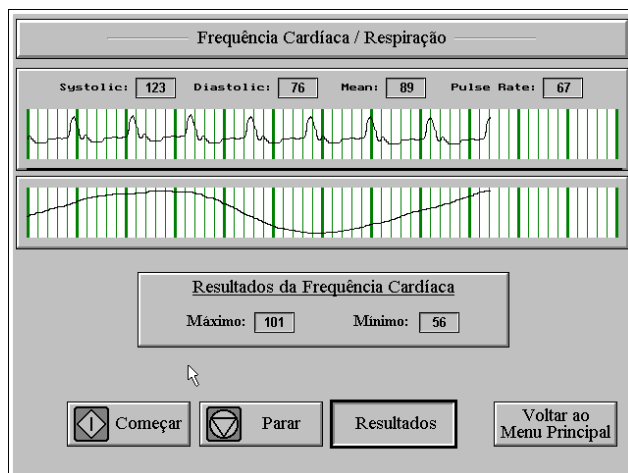 Frequência Cardíaca / Respiração
Systolic: 123 Diastolic: 76 Mean: 89 Pulse Rate: 67
Resultados da Frequência Cardíaca
Máximo: 101 Mínimo: 56
Começar Parar Resultados Voltar ao
Menu Principal